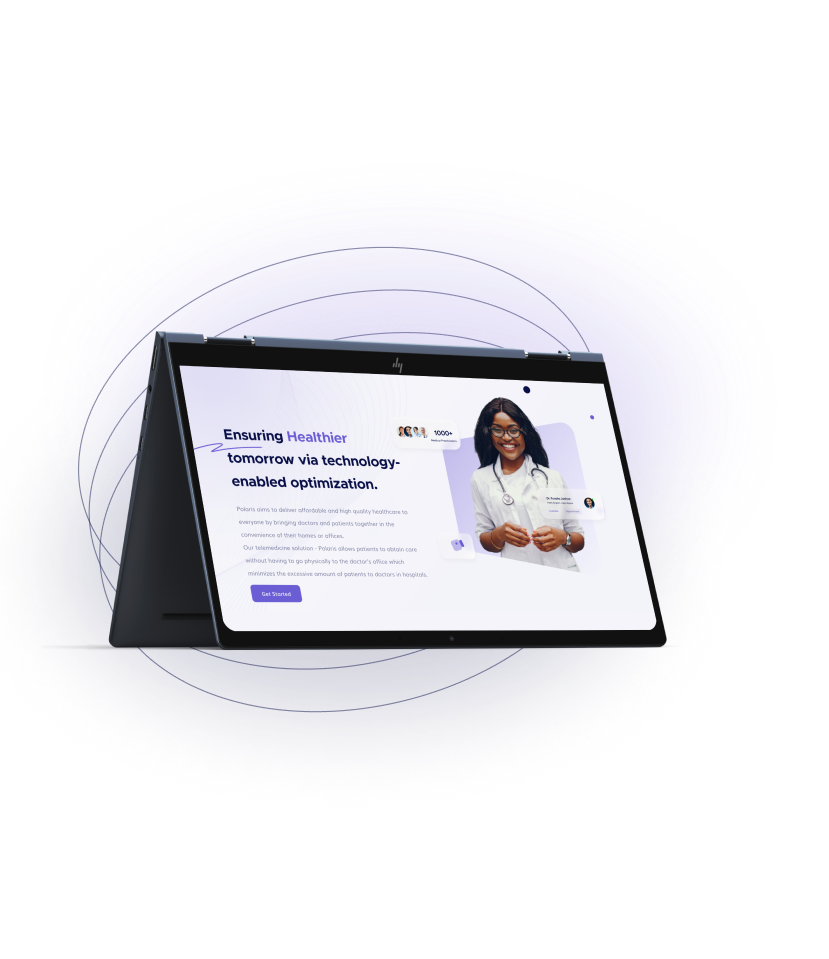 hp
Ensuring Healthier
tomorrow via technology-
enabled optimization.
Polaris aims to deliver affordable and high quality healthcare to
everyone by bringing doctors and patients together in the
convenience of their homes or offices.
Our telemedicine solution - Polaris allows patients to obtain care
without having to go physically to the doctor's office which
minimizes the excessive amount of patients to doctors in hospitals.
Get Started
1000+